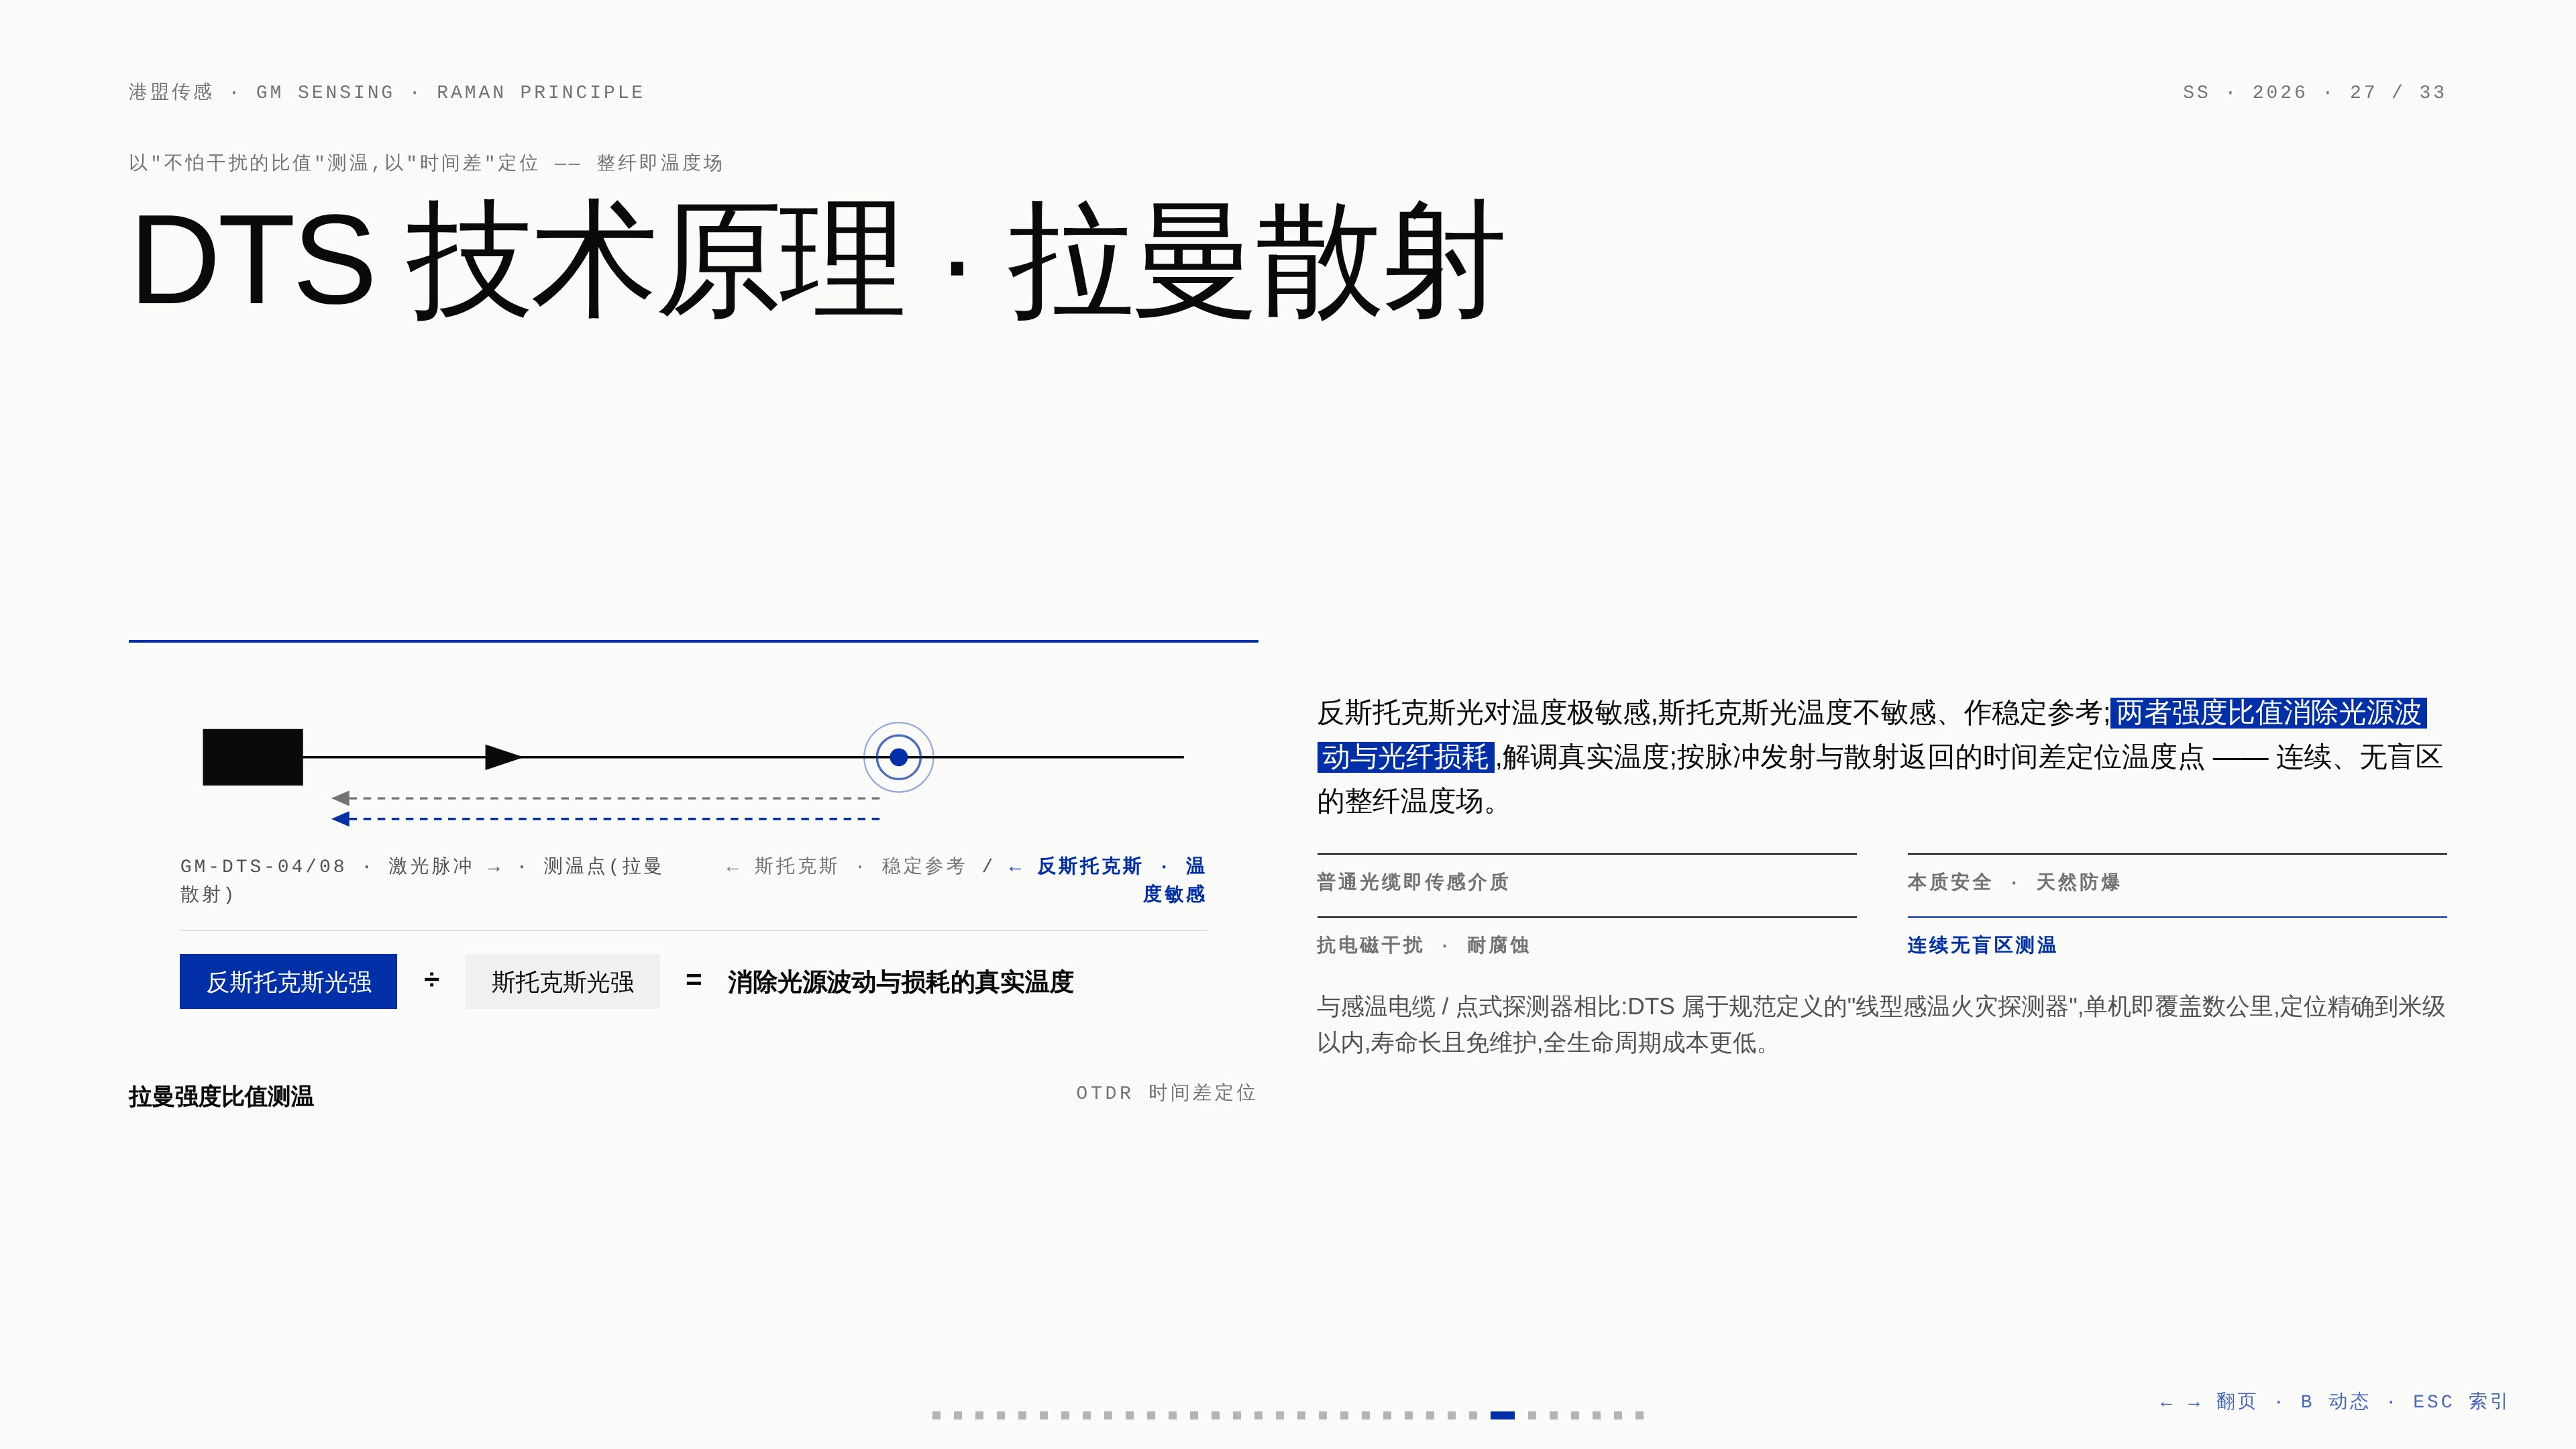 港盟传感 · GM SENSING · RAMAN PRINCIPLE
SS · 2026 · 27 / 33
以"不怕干扰的比值"测温,以"时间差"定位 —— 整纤即温度场
DTS 技术原理 · 拉曼散射
GM-DTS-04/08 · 激光脉冲 → · 测温点(拉曼
散射)
← 斯托克斯 · 稳定参考 / ← 反斯托克斯 · 温
度敏感
反斯托克斯光强 ÷ 斯托克斯光强 = 消除光源波动与损耗的真实温度
拉曼强度比值测温
OTDR 时间差定位
反斯托克斯光对温度极敏感,斯托克斯光温度不敏感、作稳定参考;两者强度比值消除光源波
动与光纤损耗,解调真实温度;按脉冲发射与散射返回的时间差定位温度点 —— 连续、无盲区
的整纤温度场。
普通光缆即传感介质
本质安全 · 天然防爆
抗电磁干扰 · 耐腐蚀
连续无盲区测温
与感温电缆 / 点式探测器相比:DTS 属于规范定义的"线型感温火灾探测器",单机即覆盖数公里,定位精确到米级
以内,寿命长且免维护,全生命周期成本更低。
← → 翻页 · B 动态 · ESC 索引